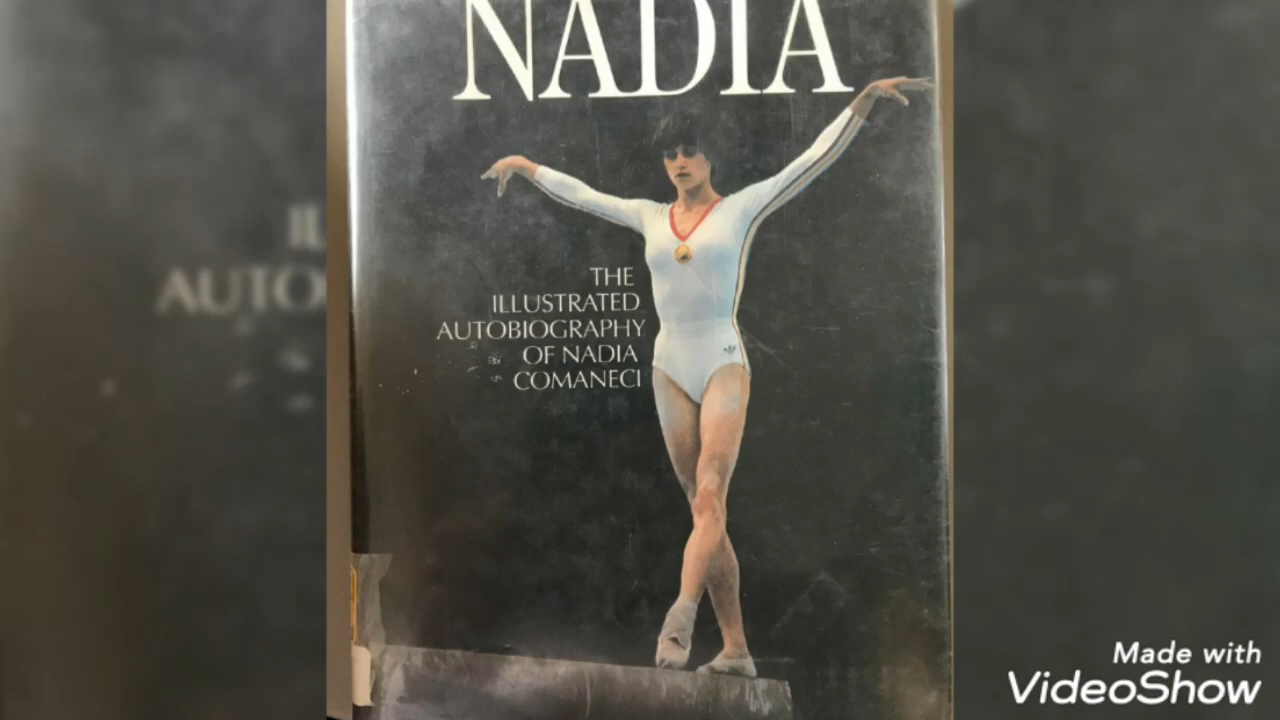 NADIA
THE
ILLUSTRATED
AUTOBIOGRAPHY
OF NADIA
COMANECI
Made with
VideoShow